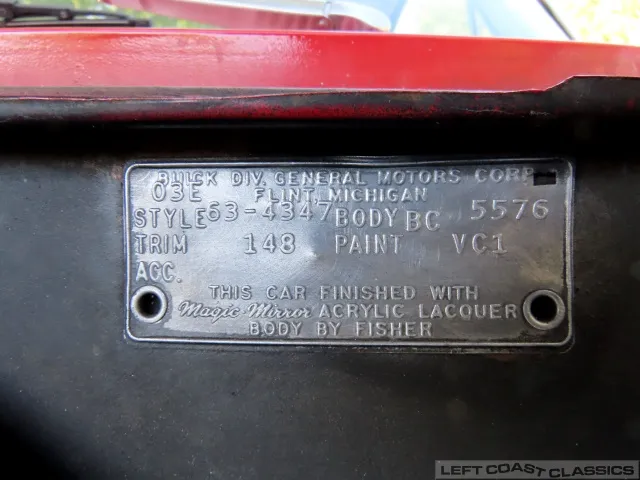 BUICK DIV. GENERAL MOTORS CORP.
03E FLINT, MICHIGAN
STYLE 63-4347 BODY BC 5576
TRIM 148 PAINT VC1
ACC.
THIS CAR FINISHED WITH
Magic Mirror ACRYLIC LACQUER
BODY BY FISHER
LEFT COAST CLASSICS